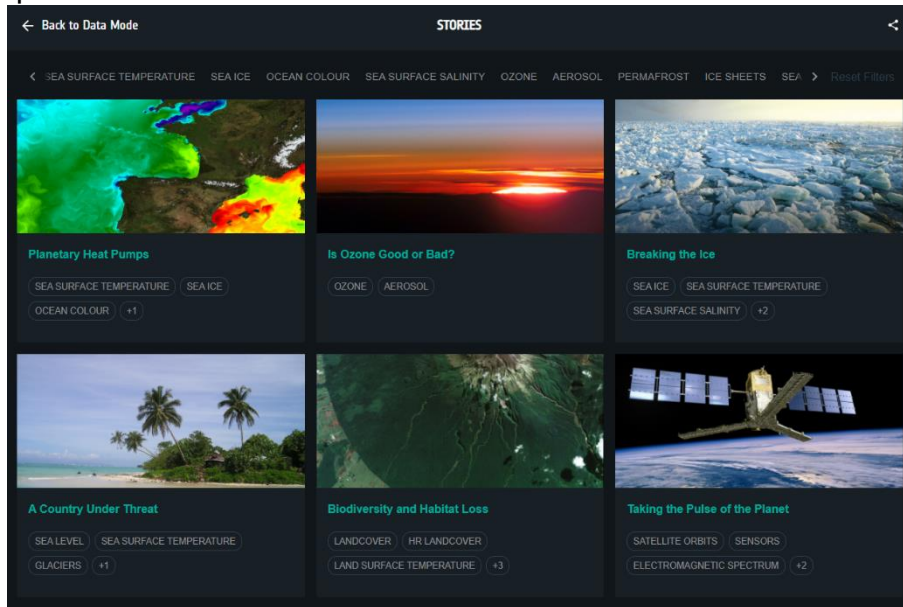 ← Back to Data Mode
STORIES
SEA SURFACE TEMPERATURE SEA ICE OCEAN COLOUR SEA SURFACE SALINITY OZONE AEROSOL PERMAFROST ICE SHEETS SEA Reset Filters
Planetary Heat Pumps
SEA SURFACE TEMPERATURE SEA ICE
OCEAN COLOUR +1
Is Ozone Good or Bad?
OZONE AEROSOL
Breaking the Ice
SEA ICE SEA SURFACE TEMPERATURE
SEA SURFACE SALINITY +2
A Country Under Threat
SEA LEVEL SEA SURFACE TEMPERATURE
GLACIERS +1
Biodiversity and Habitat Loss
LANDCOVER HR LANDCOVER
LAND SURFACE TEMPERATURE +3
Taking the Pulse of the Planet
SATELLITE ORBITS SENSORS
ELECTROMAGNETIC SPECTRUM +2